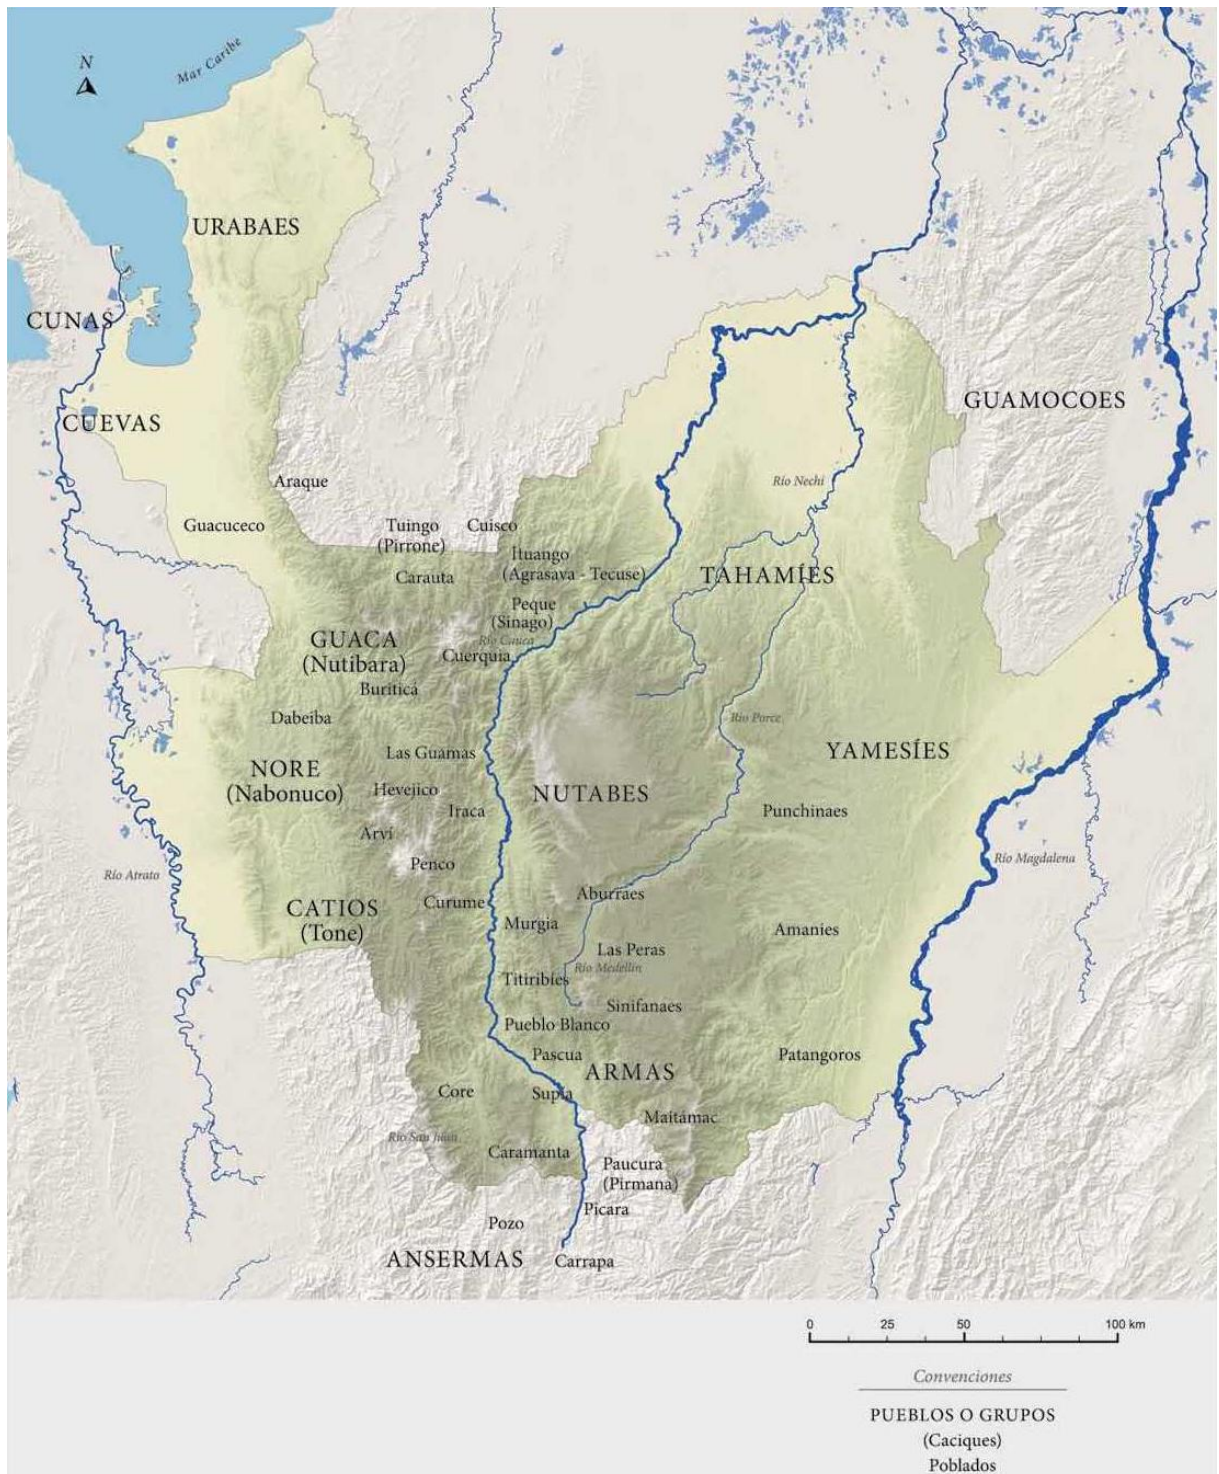 N
Mar Caribe
URABAES
CUNAS
GUAMOCOES
CUEVAS
Araque
Río Nechí
Guacuceco
Tuingo
(Pirrone)
Cuisco
Ituango
(Agrasava - Tecuse)
Carauta
TAHAMÍES
Peque
(Sinago)
Río Cauca
GUACA
(Nutibara)
Cuerquia
Buriticá
Dabeiba
Río Porce
Las Guamas
YAMESÍES
NORE
(Nabonuco)
Hevejico
NUTABES
Iraca
Punchinaes
Arví
Penco
Río Magdalena
Río Atrato
Aburraes
Curume
CATIOS
(Tone)
Murgia
Amanies
Las Peras
Río Medellín
Titiribíes
Sinifanaes
Pueblo Blanco
Pascua
Patangoros
ARMAS
Core
Supía
Maitamac
Río San Juan
Caramanta
Paucura
(Pirmana)
Picara
Pozo
ANSERMAS
Carrapa
0 25 50 100 km
Convenciones
PUEBLOS O GRUPOS
(Caciques)
Poblados